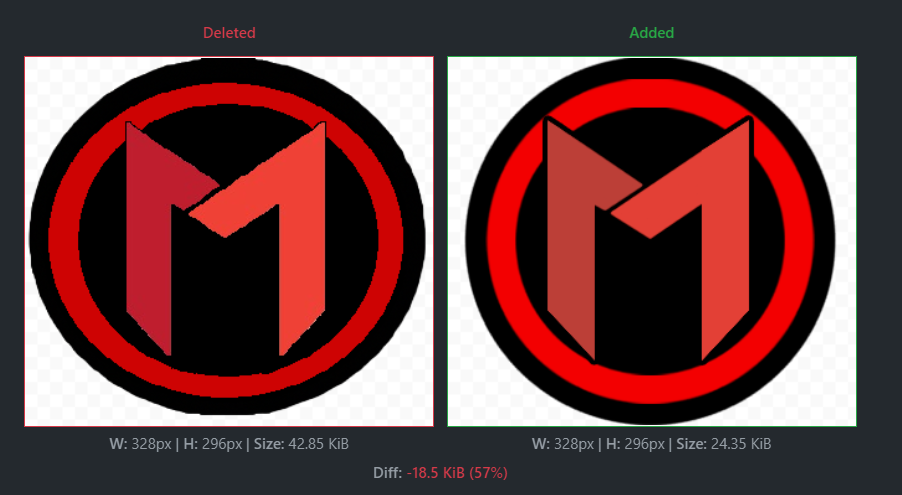 Deleted
Added
W: 328px | H: 296px | Size: 42.85 KiB
W: 328px | H: 296px | Size: 24.35 KiB
Diff: -18.5 KiB (57%)